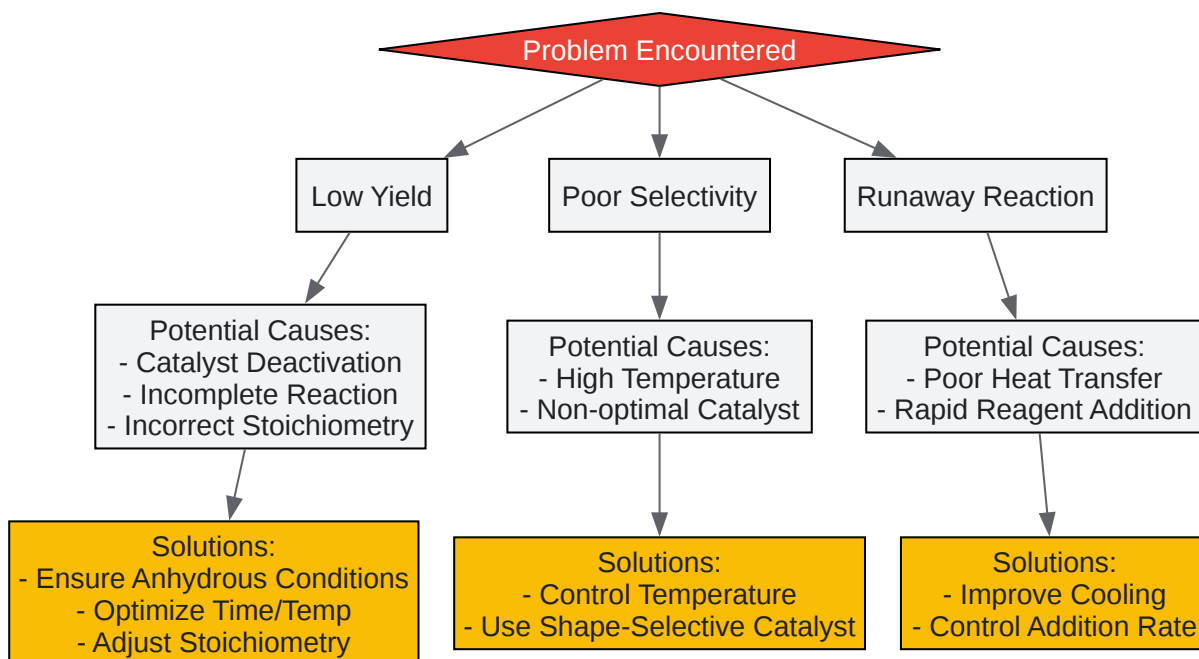 Problem Encountered
Low Yield
Poor Selectivity
Runaway Reaction
Potential Causes:
- Catalyst Deactivation
- Incomplete Reaction
- Incorrect Stoichiometry
Potential Causes:
- High Temperature
- Non-optimal Catalyst
Potential Causes:
- Poor Heat Transfer
- Rapid Reagent Addition
Solutions:
- Ensure Anhydrous Conditions
- Optimize Time/Temp
- Adjust Stoichiometry
Solutions:
- Control Temperature
- Use Shape-Selective Catalyst
Solutions:
- Improve Cooling
- Control Addition Rate